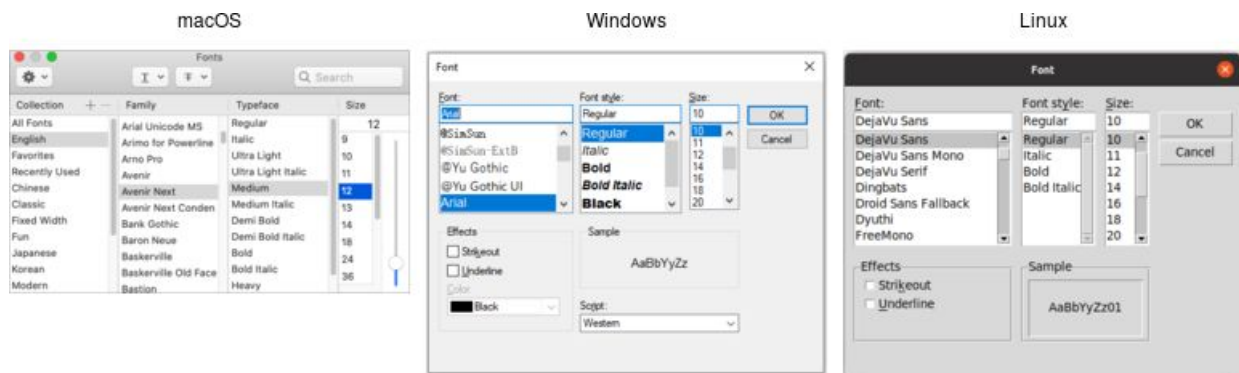 macOS
Windows
Linux
Fonts
Search
Collection
Family
Typeface
Size
All Fonts
English
Favorites
Recently Used
Chinese
Classic
Fixed Width
Fun
Japanese
Korean
Modern
Arial Unicode MS
Arimo for Powerline
Arno Pro
Avenir
Avenir Next
Avenir Next Conden
Bank Gothic
Baron Neue
Baskerville
Baskerville Old Face
Bastion
Regular
Italic
Ultra Light
Ultra Light Italic
Medium
Medium Italic
Demi Bold
Demi Bold Italic
Bold
Bold Italic
Heavy
12
9
10
11
12
13
14
18
24
36
Font
Font:
Arial
@SimSun
@SimSun-ExtB
@Yu Gothic
@Yu Gothic UI
Arial
Font style:
Regular
Regular
Italic
Bold
Bold Italic
Black
Size:
10
10
11
12
14
16
18
20
OK
Cancel
Effects
Strikeout
Underline
Color:
Black
Sample
AaBbYyZz
Script:
Western
Font
Font:
DejaVu Sans
DejaVu Sans
DejaVu Sans Mono
DejaVu Serif
Dingbats
Droid Sans Fallback
Dyuthi
FreeMono
Font style:
Regular
Regular
Italic
Bold
Bold Italic
Size:
10
10
11
12
14
16
18
20
OK
Cancel
Effects
Strikeout
Underline
Sample
AaBbYyZz01